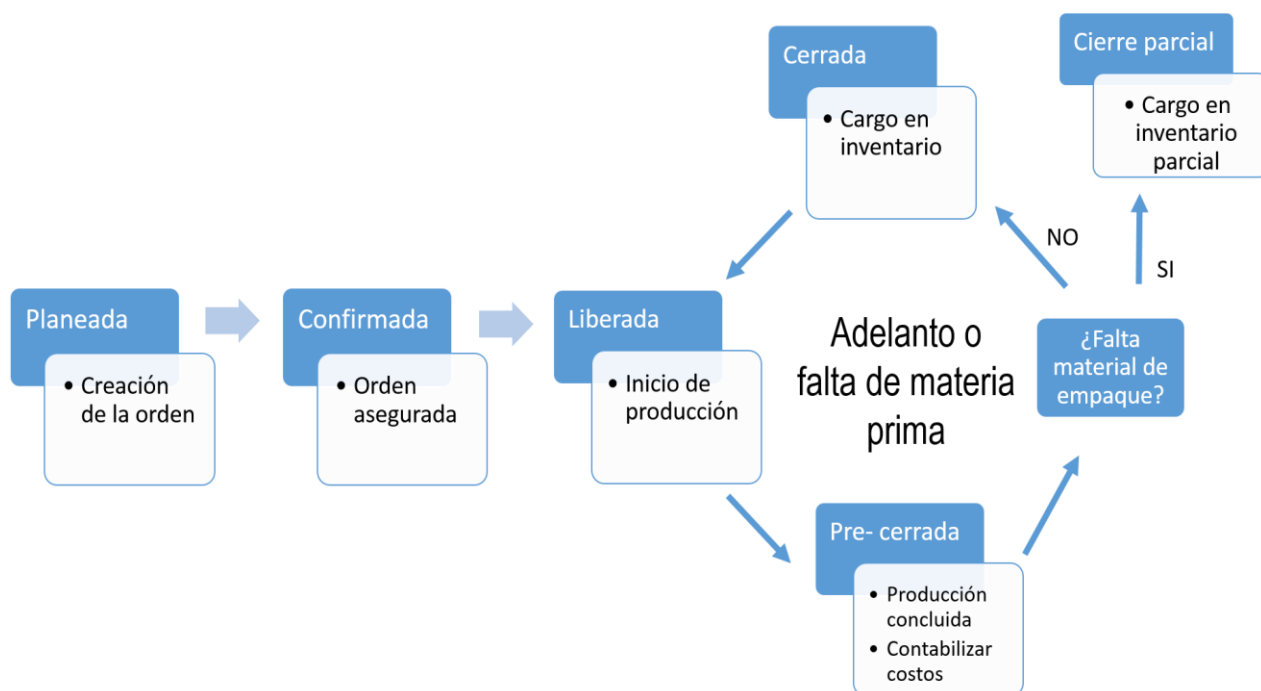 Planeada
• Creación
de la orden
Confirmada
• Orden
asegurada
Liberada
• Inicio de
producción
Cerrada
• Cargo en
inventario
Cierre parcial
• Cargo en
inventario
parcial
NO
SI
Adelanto o
falta de materia
prima
¿Falta
material de
empaque?
Pre- cerrada
• Producción
concluida
• Contabilizar
costos